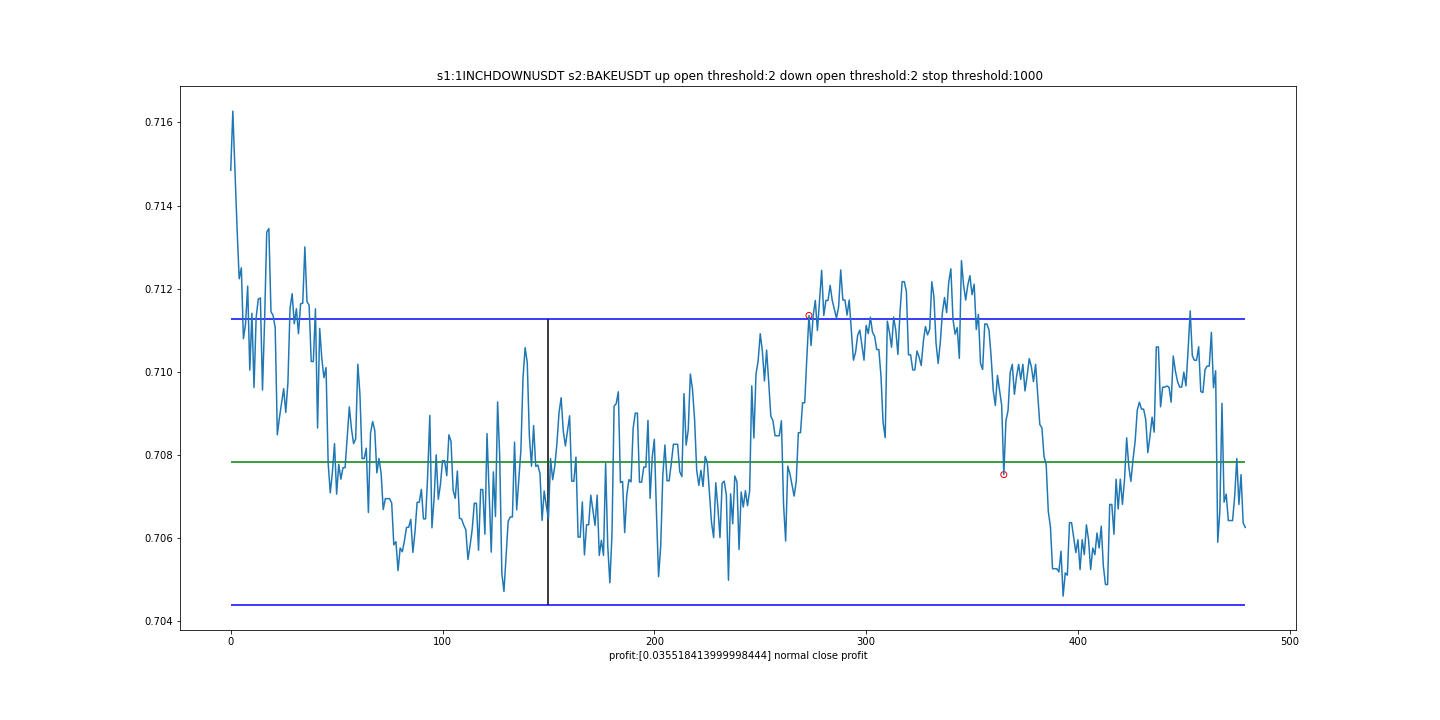 s1:1INCHDOWNUSDT s2:BAKEUSDT up open threshold:2 down open threshold:2 stop threshold:1000
0.716
0.714
0.712
0.710
0.708
0.706
0.704
0 100 200 300 400 500
profit:[0.035518413999998444] normal close profit